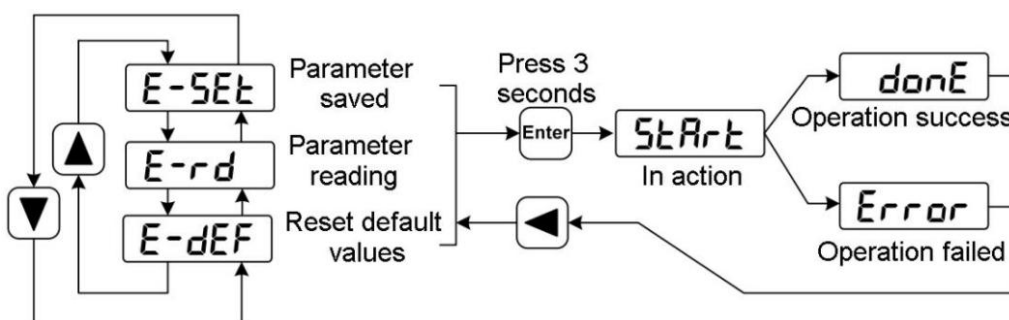 E-SEt
Parameter
saved
E-rd
Parameter
reading
E-dEF
Reset default
values
Press 3
seconds
Enter
StArt
In action
donE
Operation success
Error
Operation failed